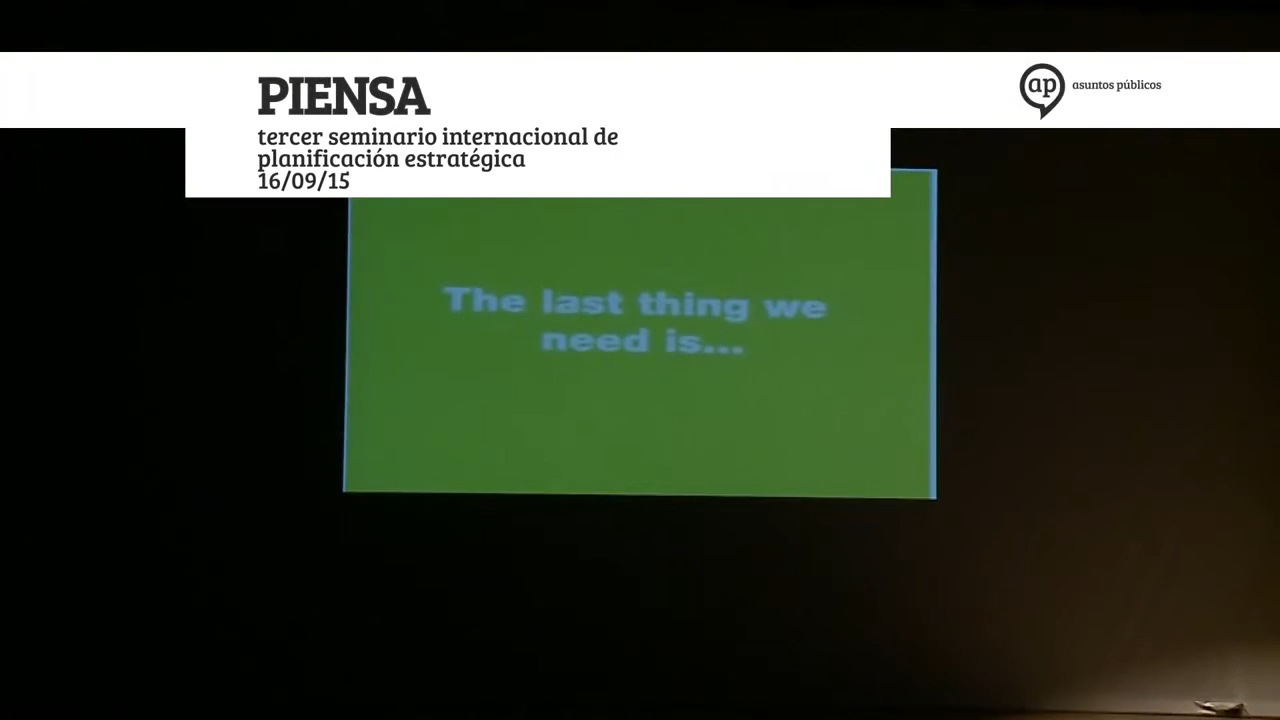 PIENSA
tercer seminario internacional de
planificación estratégica
16/09/15
ap
asuntos públicos
The last thing we
need is...